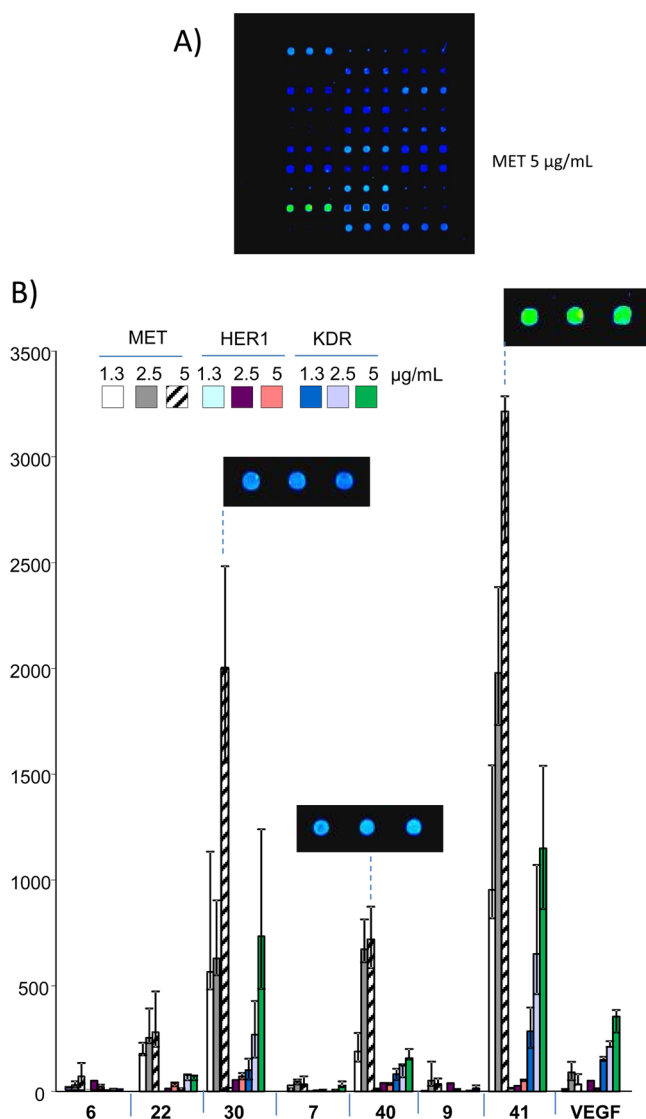 A)
MET 5 µg/mL
B)
MET HER1 KDR
1.3 2.5 5 1.3 2.5 5 1.3 2.5 5 µg/mL
3500
3000
2500
2000
1500
1000
500
0
6 22 30 7 40 9 41 VEGF